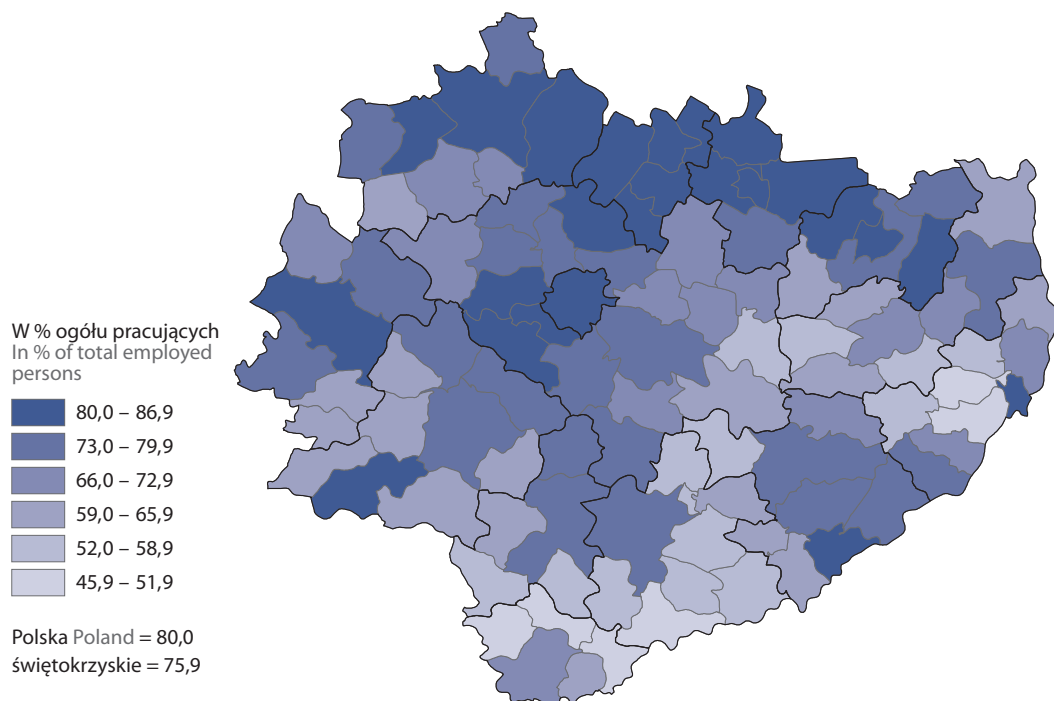 W % ogółu pracujących
In % of total employed
persons
80,0 – 86,9
73,0 – 79,9
66,0 – 72,9
59,0 – 65,9
52,0 – 58,9
45,9 – 51,9
Polska Poland = 80,0
świętokrzyskie = 75,9